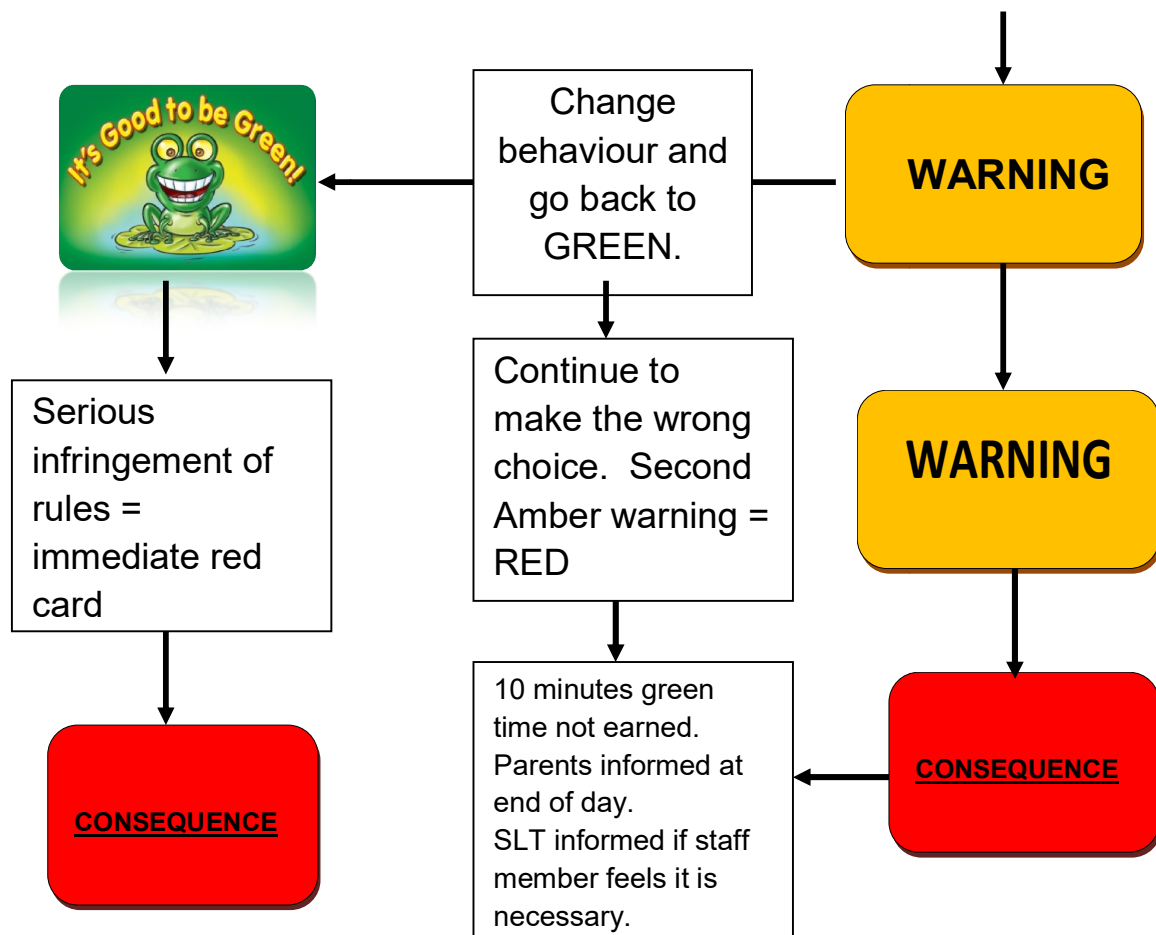 It's Good to be Green!
Change
behaviour and
go back to
GREEN.
WARNING
Serious
infringement of
rules =
immediate red
card
Continue to
make the wrong
choice.  Second
Amber warning =
RED
WARNING
CONSEQUENCE
10 minutes green
time not earned.
Parents informed at
end of day.
SLT informed if staff
member feels it is
necessary.
CONSEQUENCE